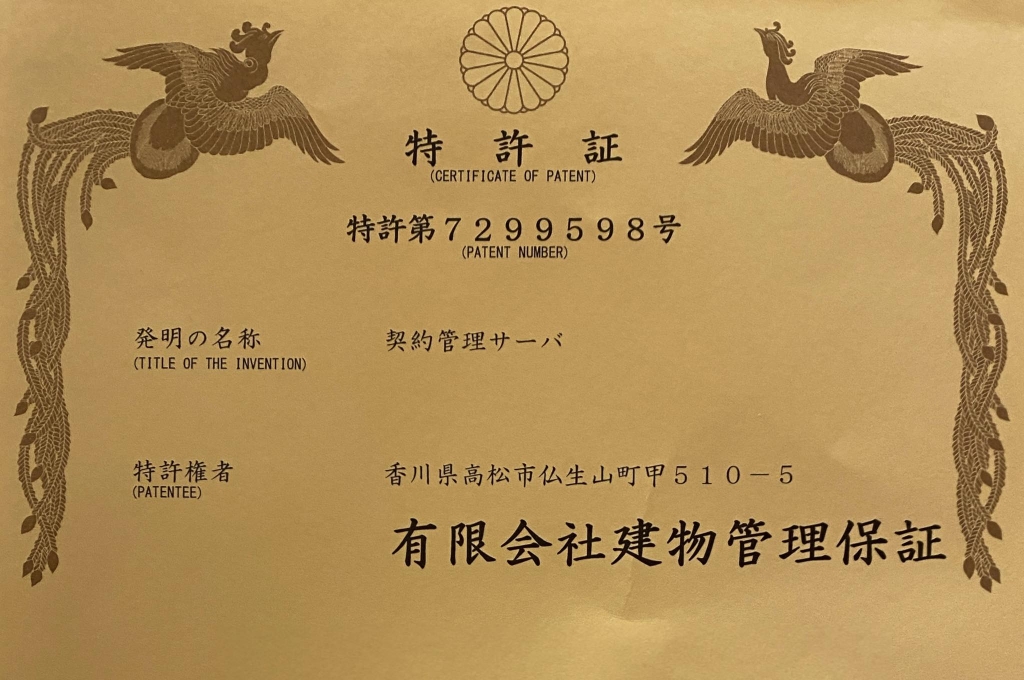 特許証
(CERTIFICATE OF PATENT)
特許第７２９９５９８号
(PATENT NUMBER)
発明の名称 契約管理サーバ
(TITLE OF THE INVENTION)
特許権者 香川県高松市仏生山町甲５１０－５
(PATENTEE)
有限会社建物管理保証